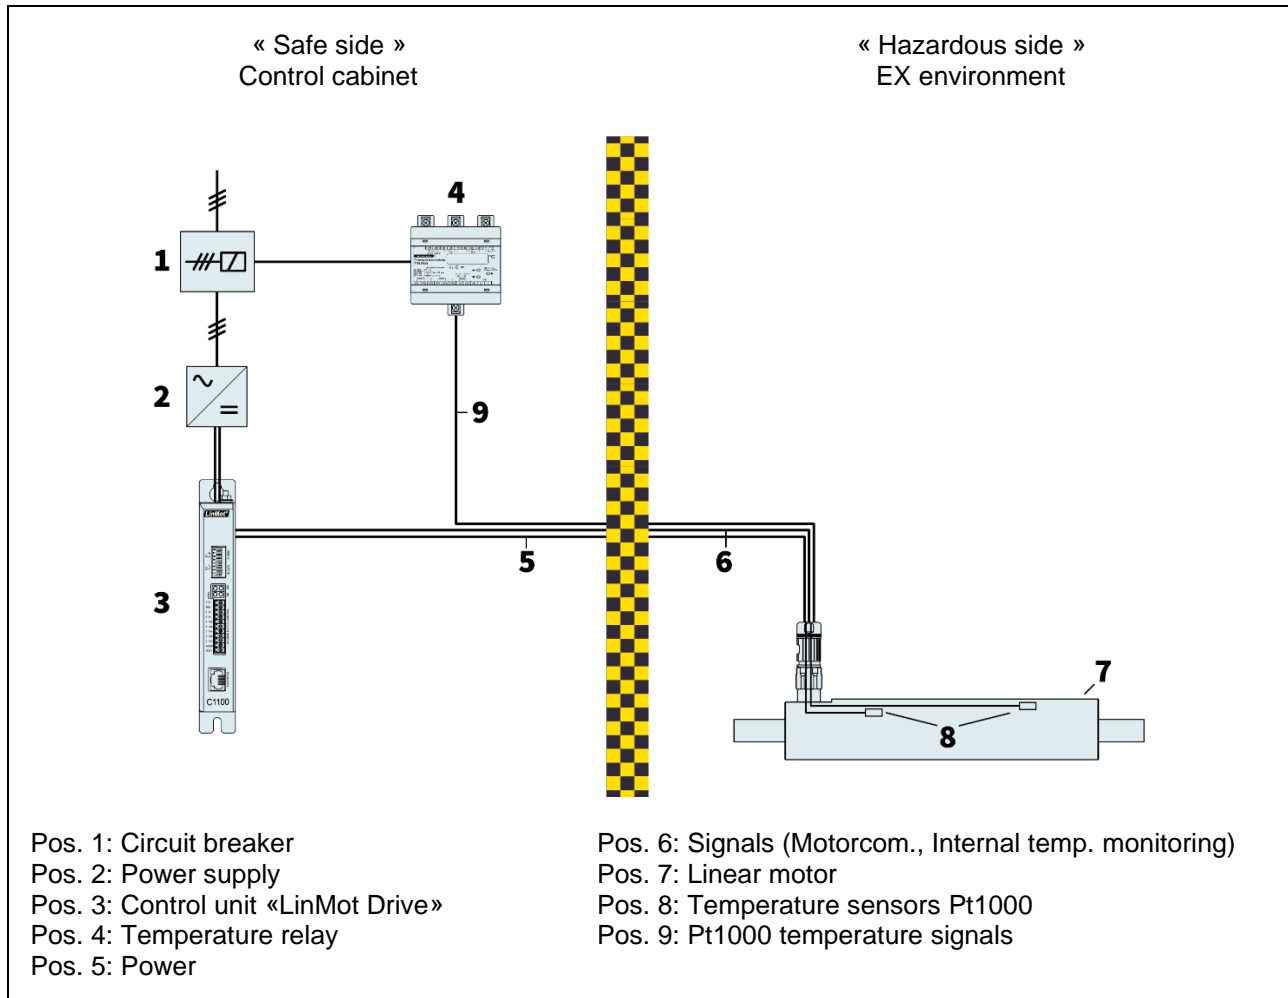 « Safe side »
Control cabinet
« Hazardous side »
EX environment
4
1
2
9
LinMot
3
5
6
C1100
7
8
Pos. 1: Circuit breaker
Pos. 2: Power supply
Pos. 3: Control unit «LinMot Drive»
Pos. 4: Temperature relay
Pos. 5: Power
Pos. 6: Signals (Motorcom., Internal temp. monitoring)
Pos. 7: Linear motor
Pos. 8: Temperature sensors Pt1000
Pos. 9: Pt1000 temperature signals